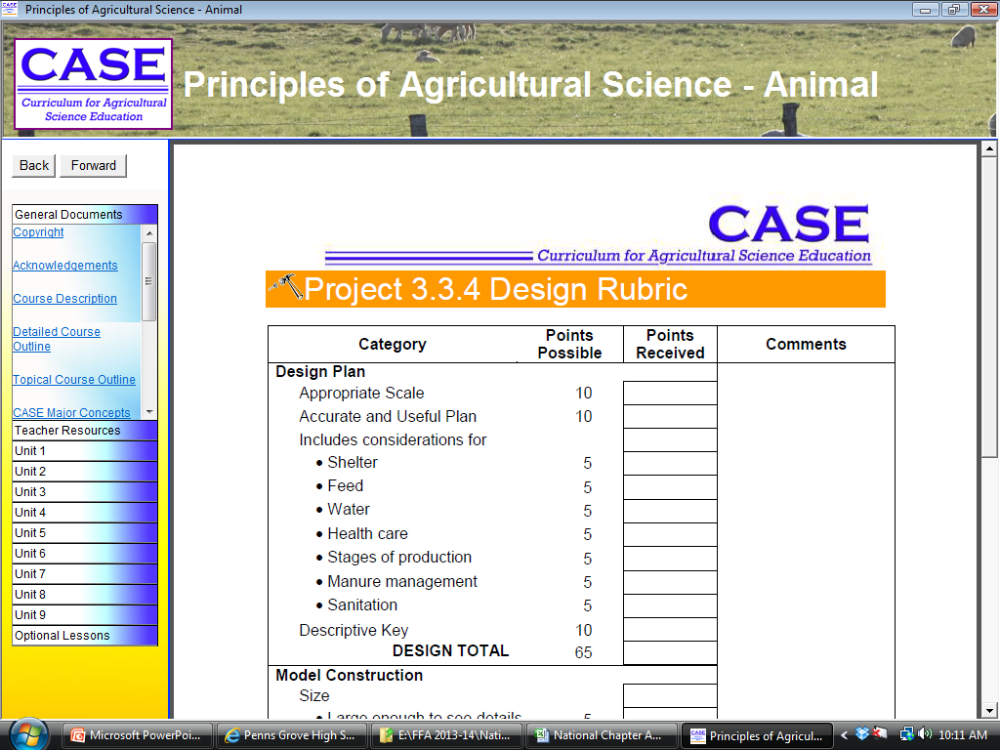 CASE Principles of Agricultural Science - Animal
CASE
Curriculum for Agricultural
Science Education
Principles of Agricultural Science - Animal
Back Forward
General Documents
Copyright
Acknowledgements
Course Description
Detailed Course
Outline
Topical Course Outline
CASE Major Concepts
Teacher Resources
Unit 1
Unit 2
Unit 3
Unit 4
Unit 5
Unit 6
Unit 7
Unit 8
Unit 9
Optional Lessons
CASE
Curriculum for Agricultural Science Education
Project 3.3.4 Design Rubric
Category Points Possible Points Received Comments
Design Plan
Appropriate Scale 10
Accurate and Useful Plan 10
Includes considerations for
• Shelter 5
• Feed 5
• Water 5
• Health care 5
• Stages of production 5
• Manure management 5
• Sanitation 5
Descriptive Key 10
DESIGN TOTAL 65
Model Construction
Size
• Large enough to see details 5
Microsoft PowerPoi... Penns Grove High S... E:\FFA 2013-14\Nati... National Chapter A... CASE Principles of Agricul... 10:11 AM